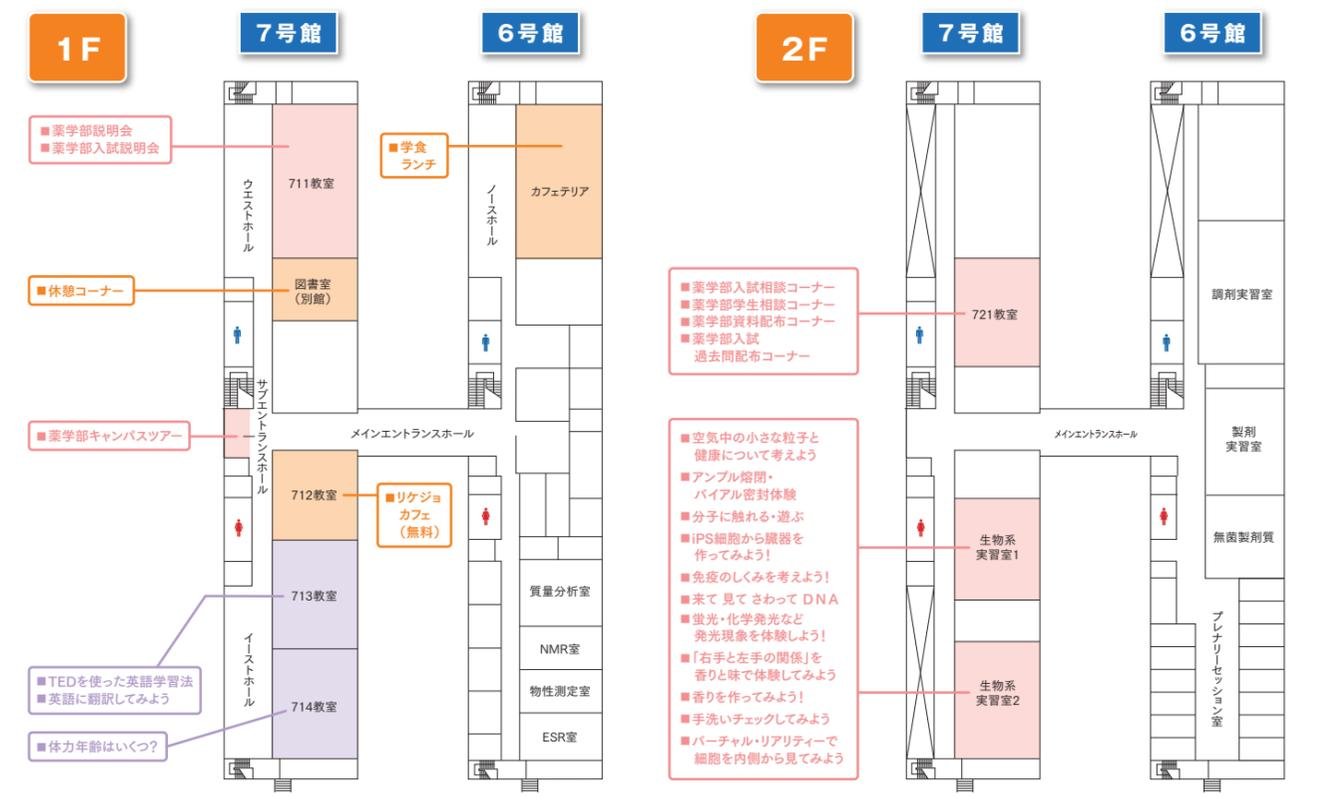 1F
7号館
6号館
■薬学部説明会
■薬学部入試説明会
■学食
ランチ
711教室
カフェテリア
ウエストホール
ノースホール
■休憩コーナー
図書室
（別館）
サブエントランスホール
■薬学部キャンパスツアー
メインエントランスホール
712教室
■リケジョ
カフェ
（無料）
713教室
質量分析室
イーストホール
NMR室
■TEDを使った英語学習法
■英語に翻訳してみよう
物性測定室
714教室
■体力年齢はいくつ？
ESR室
2F
7号館
6号館
調剤実習室
■薬学部入試相談コーナー
■薬学部学生相談コーナー
■薬学部資料配布コーナー
■薬学部入試
過去問配布コーナー
721教室
メインエントランスホール
製剤
実習室
■空気中の小さな粒子と
健康について考えよう
■アンプル熔閉・
バイアル密封体験
■分子に触れる・遊ぶ
■iPS細胞から臓器を
作ってみよう！
■免疫のしくみを考えよう！
■来て 見て さわって DNA
■蛍光・化学発光など
発光現象を体験しよう！
■「右手と左手の関係」を
香りと味で体験してみよう
■香りを作ってみよう！
■手洗いチェックしてみよう
■バーチャル・リアリティーで
細胞を内側から見てみよう
生物系
実習室1
無菌製剤質
プレナリーセッション室
生物系
実習室2